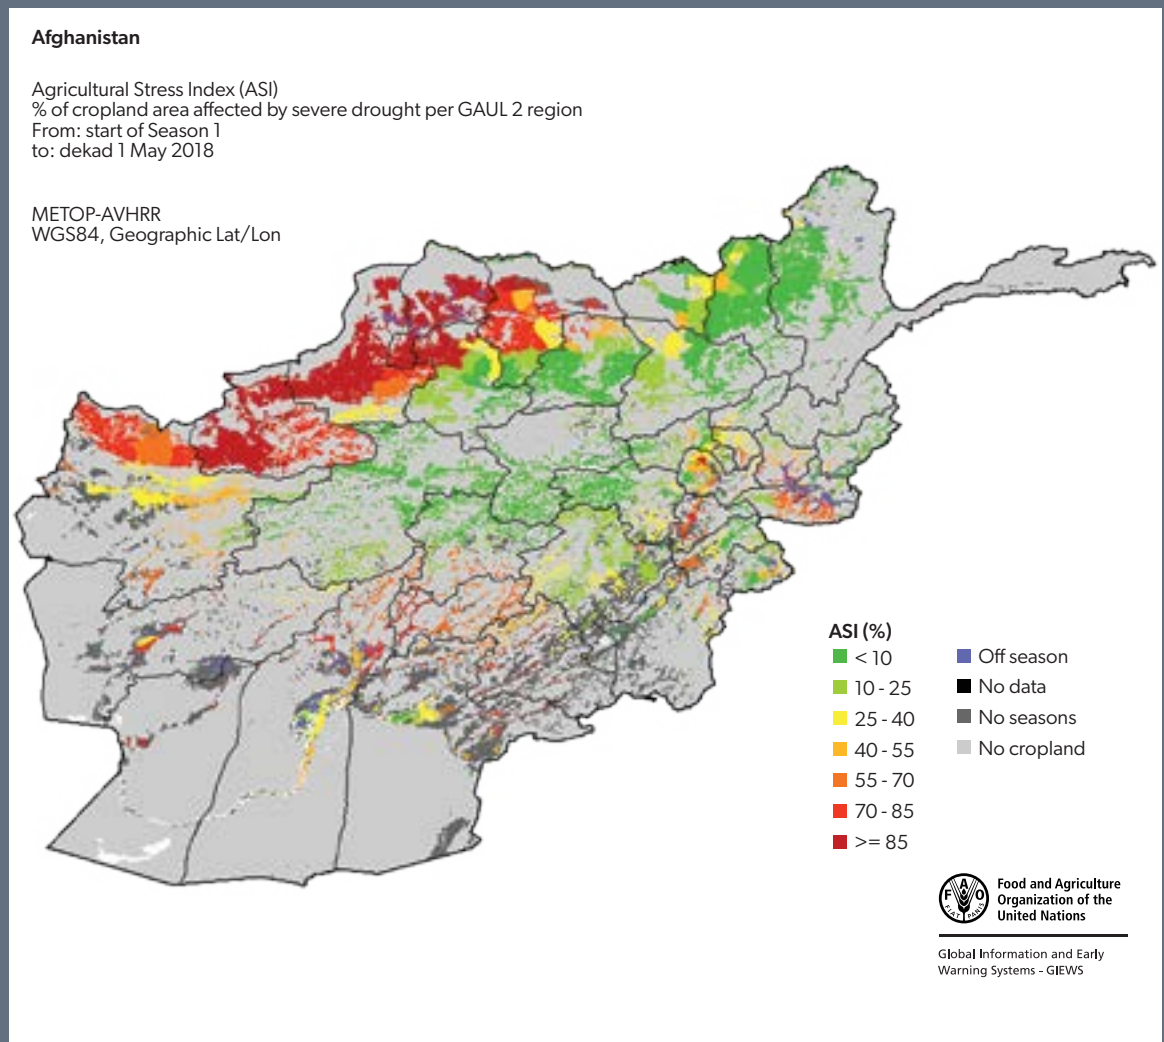 Afghanistan
Agricultural Stress Index (ASI)
% of cropland area affected by severe drought per GAUL 2 region
From: start of Season 1
to: dekad 1 May 2018
METOP-AVHRR
WGS84, Geographic Lat/Lon
ASI (%)
< 10
10 - 25
25 - 40
40 - 55
55 - 70
70 - 85
>= 85
Off season
No data
No seasons
No cropland
F A O
FIAT PANIS
Food and Agriculture
Organization of the
United Nations
Global Information and Early
Warning Systems - GIEWS